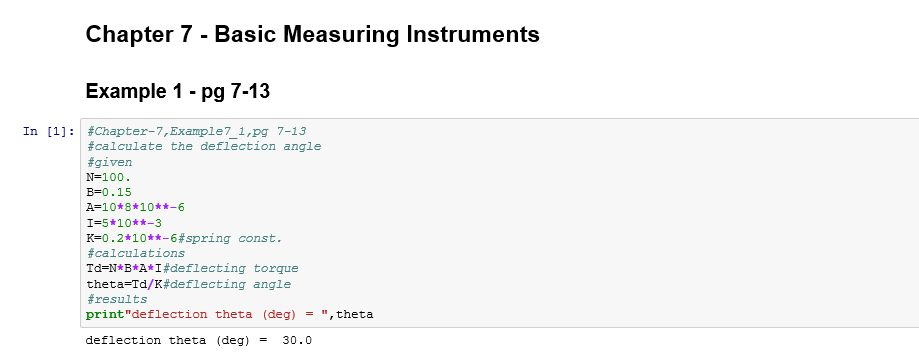 Chapter 7 - Basic Measuring Instruments
Example 1 - pg 7-13
In [1]: #Chapter-7,Example7_1,pg 7-13
#calculate the deflection angle
#given
N=100.
B=0.15
A=10*8*10**-6
I=5*10**-3
K=0.2*10**-6#spring const.
#calculations
Td=N*B*A*I#deflecting torque
theta=Td/K#deflecting angle
#results
print"deflection theta (deg) = ",theta
deflection theta (deg) =  30.0